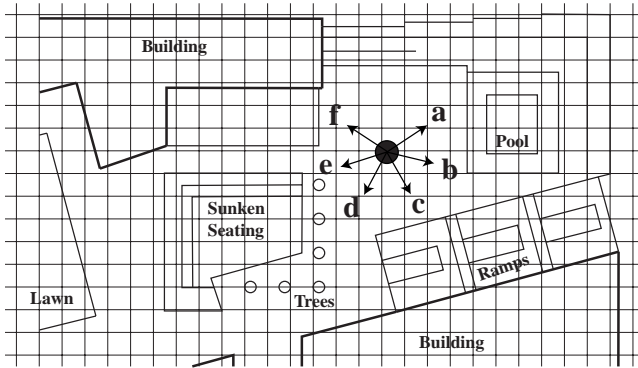 Building
f
a
Pool
e
b
Sunken
Seating
d
c
Ramps
Lawn
Trees
Building